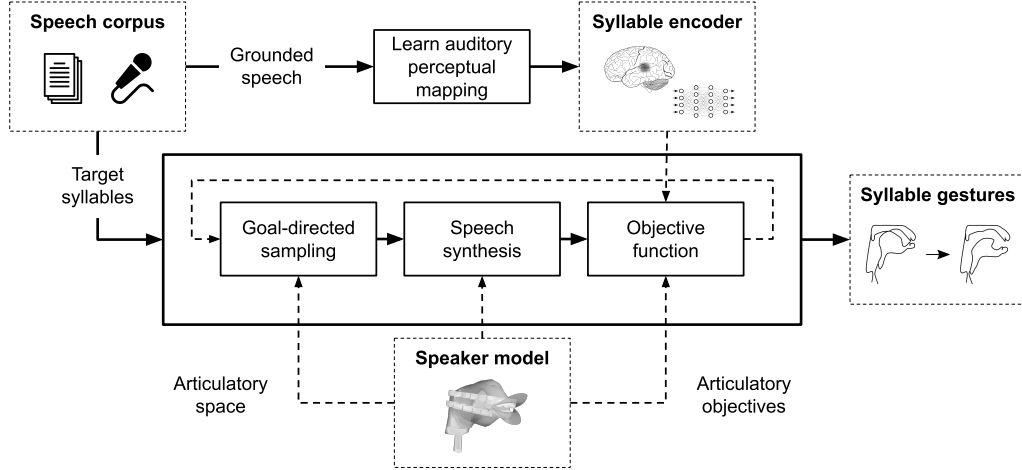 Speech corpus
Grounded
speech
Learn auditory
perceptual
mapping
Syllable encoder
Target
syllables
Goal-directed
sampling
Speech
synthesis
Objective
function
Syllable gestures
Speaker model
Articulatory
space
Articulatory
objectives